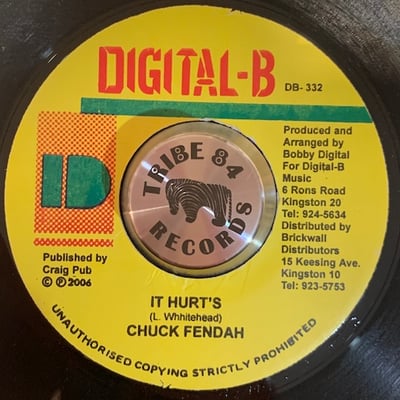 DIGITAL-B
DB- 332
Produced and
Arranged by
Bobby Digital
For Digital-B
Music
6 Rons Road
Kingston 20
Tel: 924-5634
Distributed by
Brickwall
Distributors
15 Keesing Ave.
Kingston 10
Tel: 923-5753
D
TRIBE 84
RECORDS
Published by
Craig Pub
© ℗ 2006
IT HURT'S
(L. Whhitehead)
CHUCK FENDAH
UNAUTHORISED COPYING STRICTLY PROHIBITED